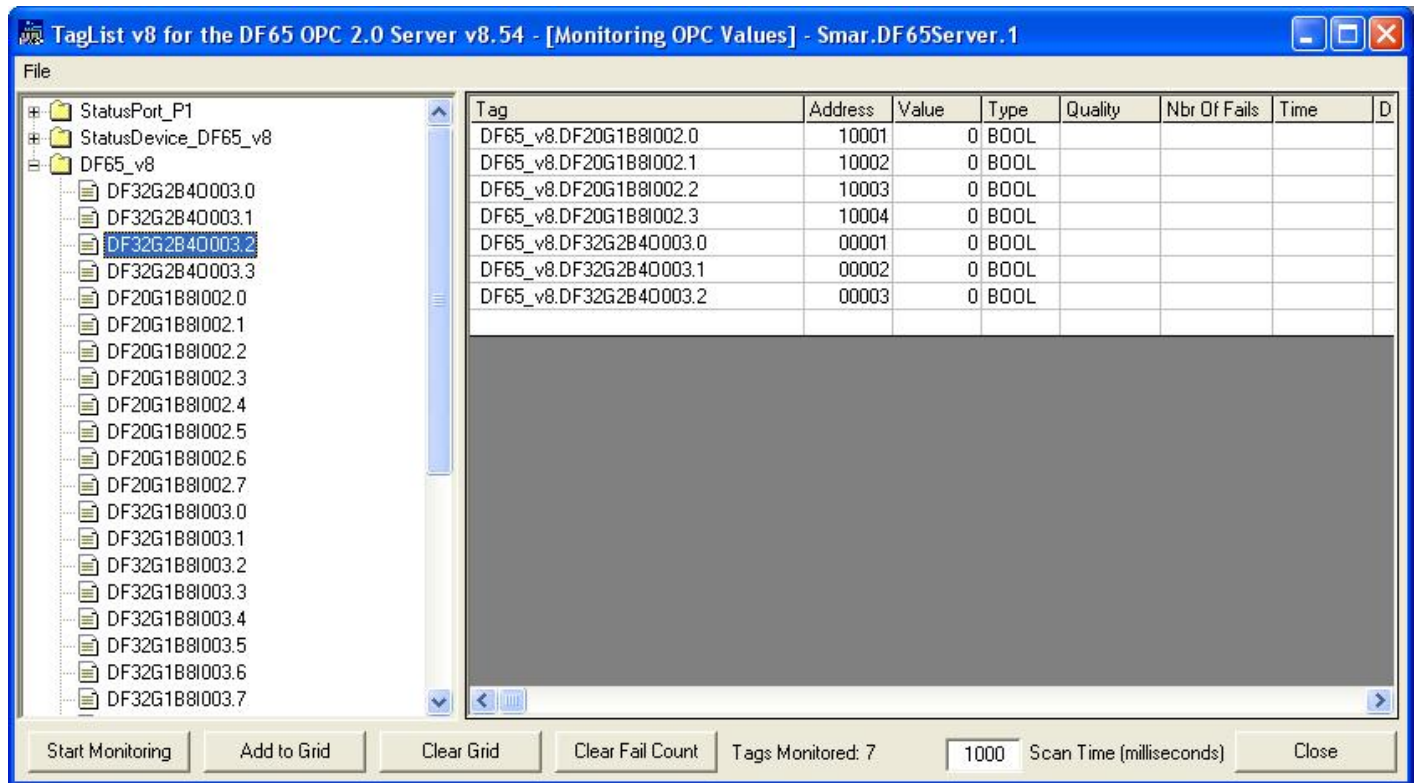 TagList v8 for the DF65 OPC 2.0 Server v8.54 - [Monitoring OPC Values] - Smar.DF65Server.1
File
StatusPort_P1
StatusDevice_DF65_v8
DF65_v8
DF32G2B4O003.0
DF32G2B4O003.1
DF32G2B4O003.2
DF32G2B4O003.3
DF20G1B8I002.0
DF20G1B8I002.1
DF20G1B8I002.2
DF20G1B8I002.3
DF20G1B8I002.4
DF20G1B8I002.5
DF20G1B8I002.6
DF20G1B8I002.7
DF32G1B8I003.0
DF32G1B8I003.1
DF32G1B8I003.2
DF32G1B8I003.3
DF32G1B8I003.4
DF32G1B8I003.5
DF32G1B8I003.6
DF32G1B8I003.7
Tag Address Value Type Quality Nbr Of Fails Time D
DF65_v8.DF20G1B8I002.0 10001 0 BOOL
DF65_v8.DF20G1B8I002.1 10002 0 BOOL
DF65_v8.DF20G1B8I002.2 10003 0 BOOL
DF65_v8.DF20G1B8I002.3 10004 0 BOOL
DF65_v8.DF32G2B4O003.0 00001 0 BOOL
DF65_v8.DF32G2B4O003.1 00002 0 BOOL
DF65_v8.DF32G2B4O003.2 00003 0 BOOL
Start Monitoring Add to Grid Clear Grid Clear Fail Count Tags Monitored: 7 1000 Scan Time (milliseconds) Close